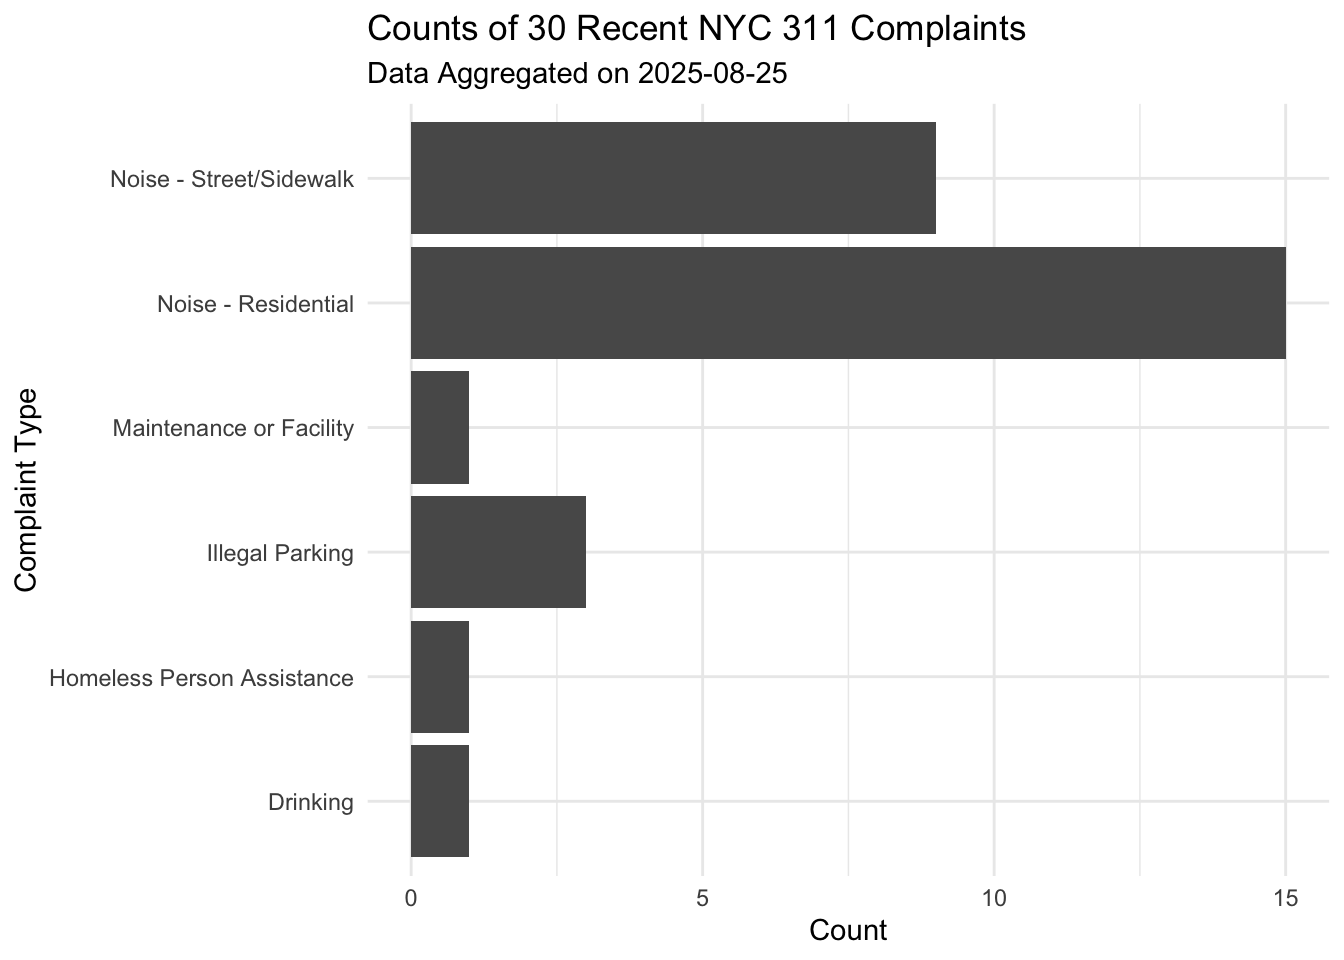 Counts of 30 Recent NYC 311 Complaints
Data Aggregated on 2025-08-25
Noise - Street/Sidewalk
Noise - Residential
Maintenance or Facility
Illegal Parking
Homeless Person Assistance
Drinking
Complaint Type
0 5 10 15
Count